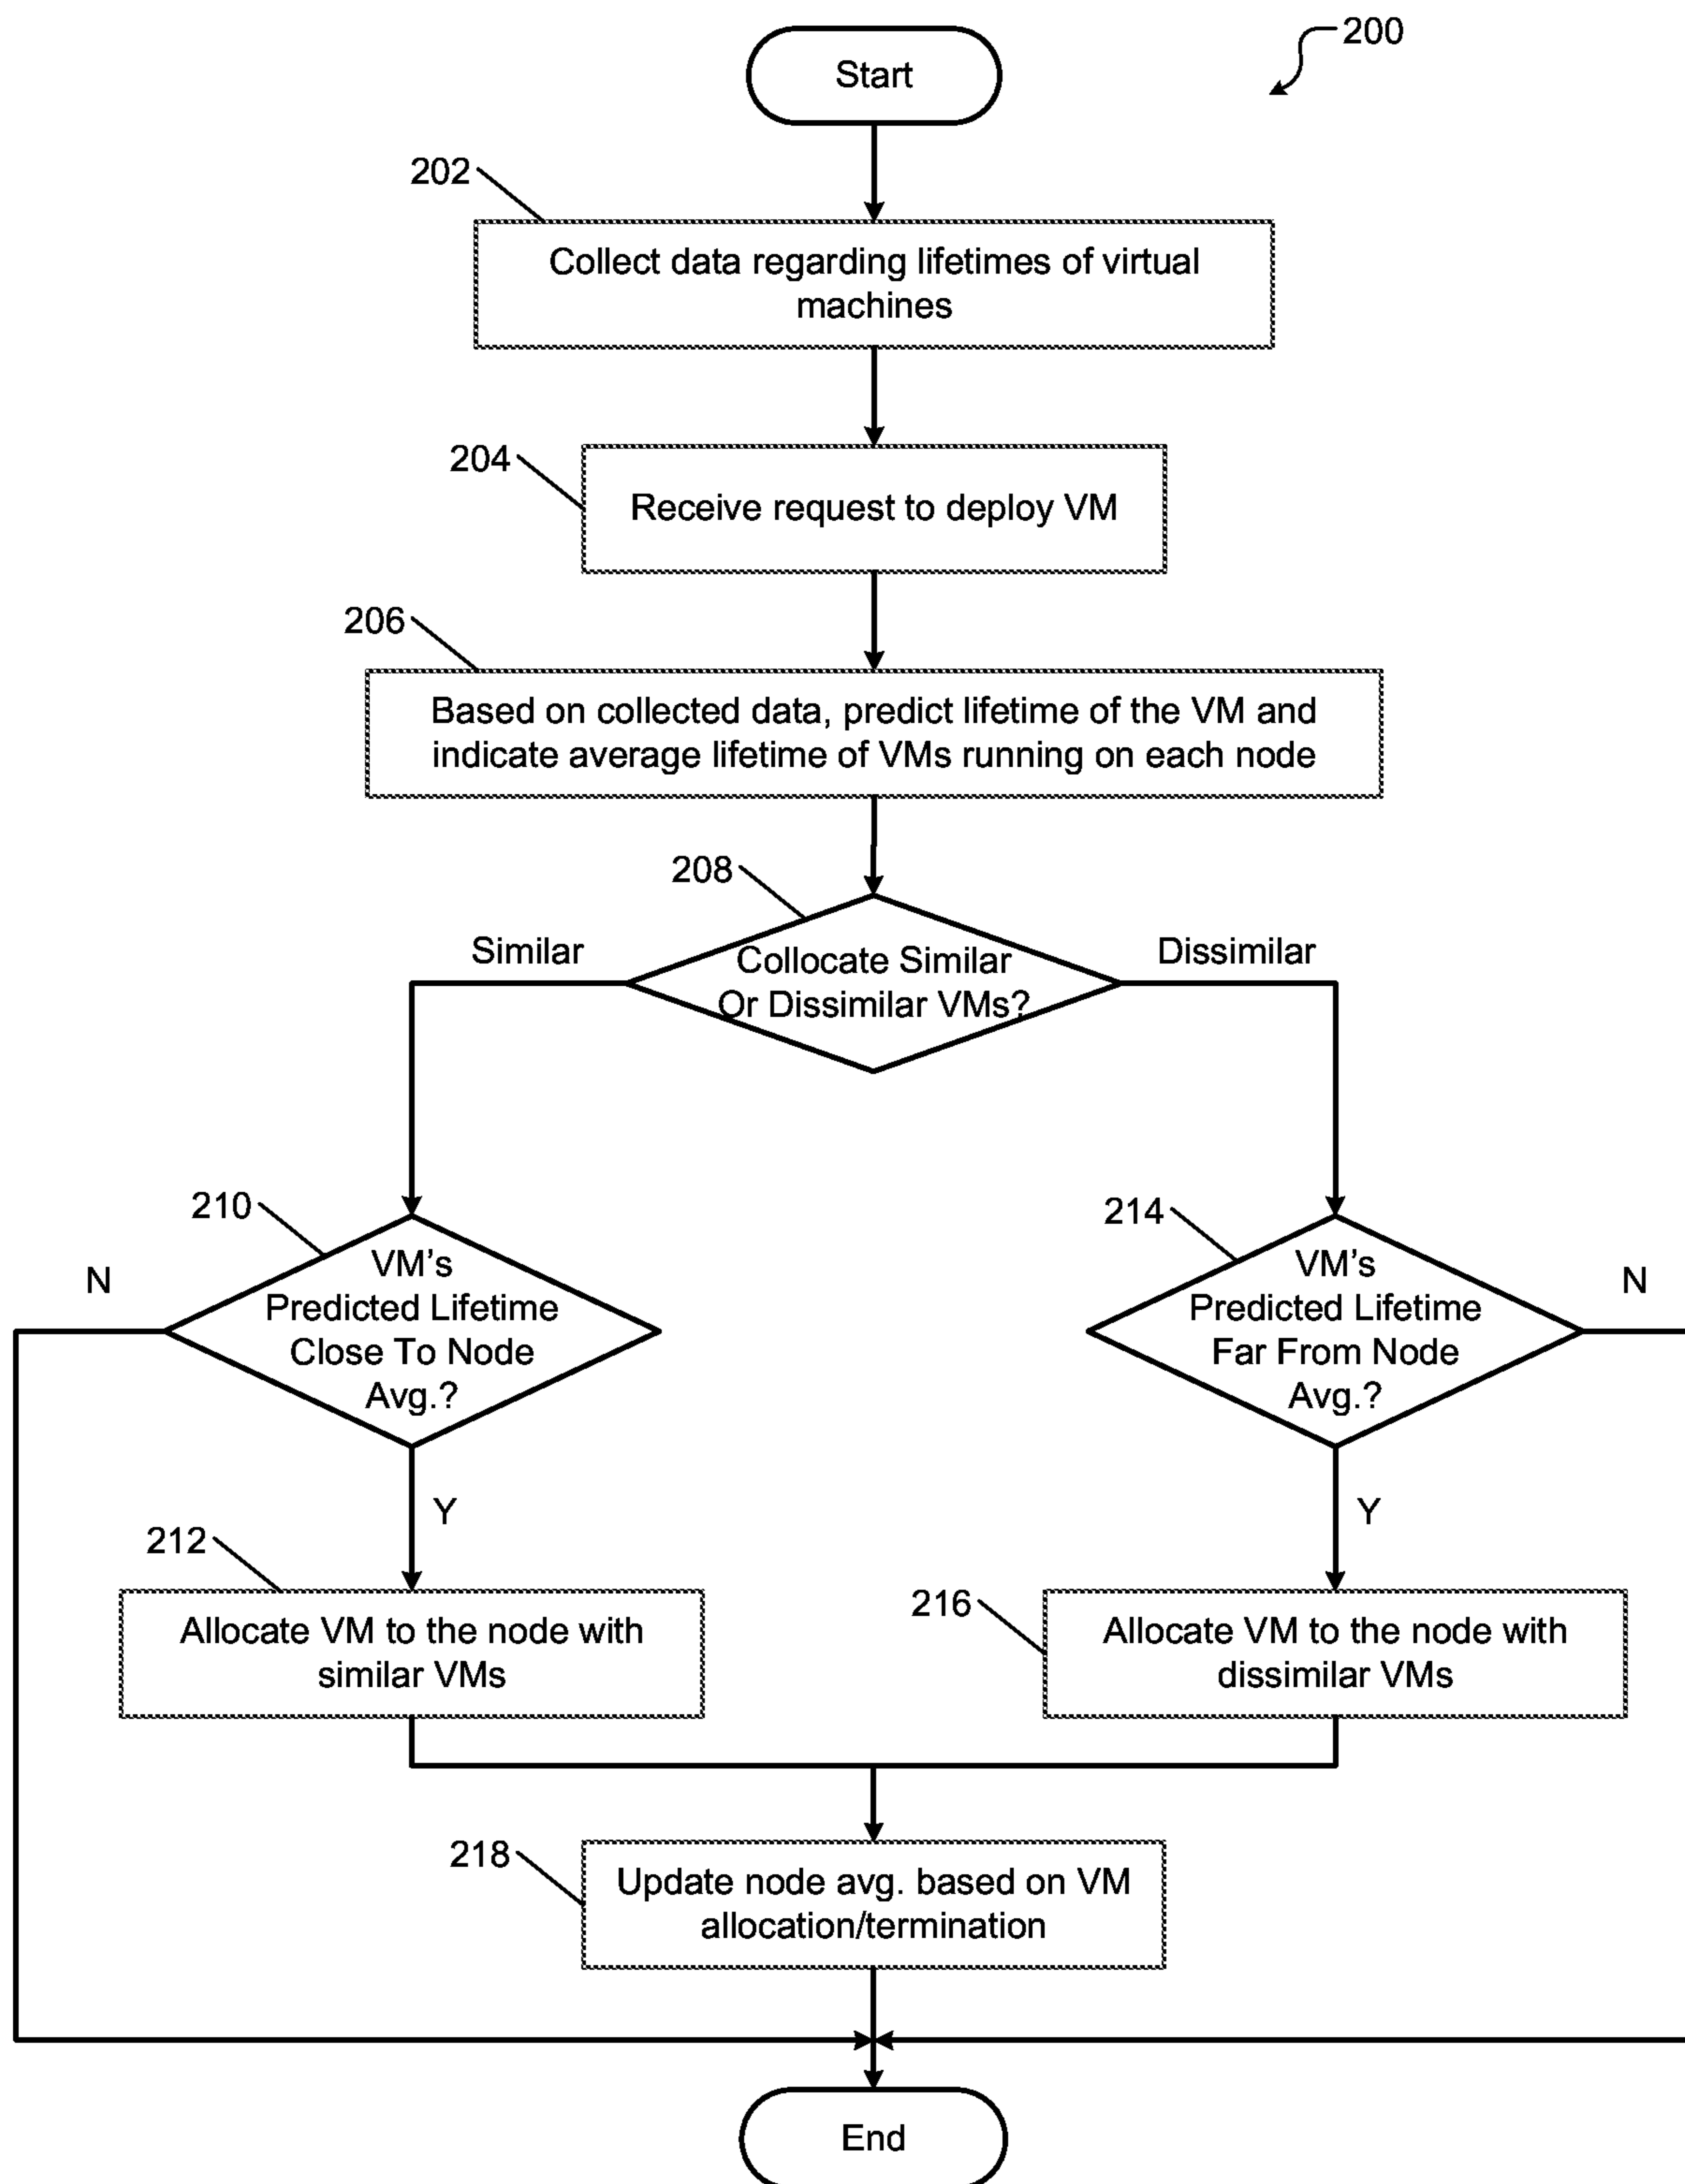 200
Start
202
Collect data regarding lifetimes of virtual
machines
204
Receive request to deploy VM
206
Based on collected data, predict lifetime of the VM and
indicate average lifetime of VMs running on each node
208
Similar
Collocate Similar
Or Dissimilar VMs?
Dissimilar
210
N
VM's
Predicted Lifetime
Close To Node
Avg.?
214
VM's
Predicted Lifetime
Far From Node
Avg.?
N
Y
Y
212
Allocate VM to the node with
similar VMs
216
Allocate VM to the node with
dissimilar VMs
218
Update node avg. based on VM
allocation/termination
End